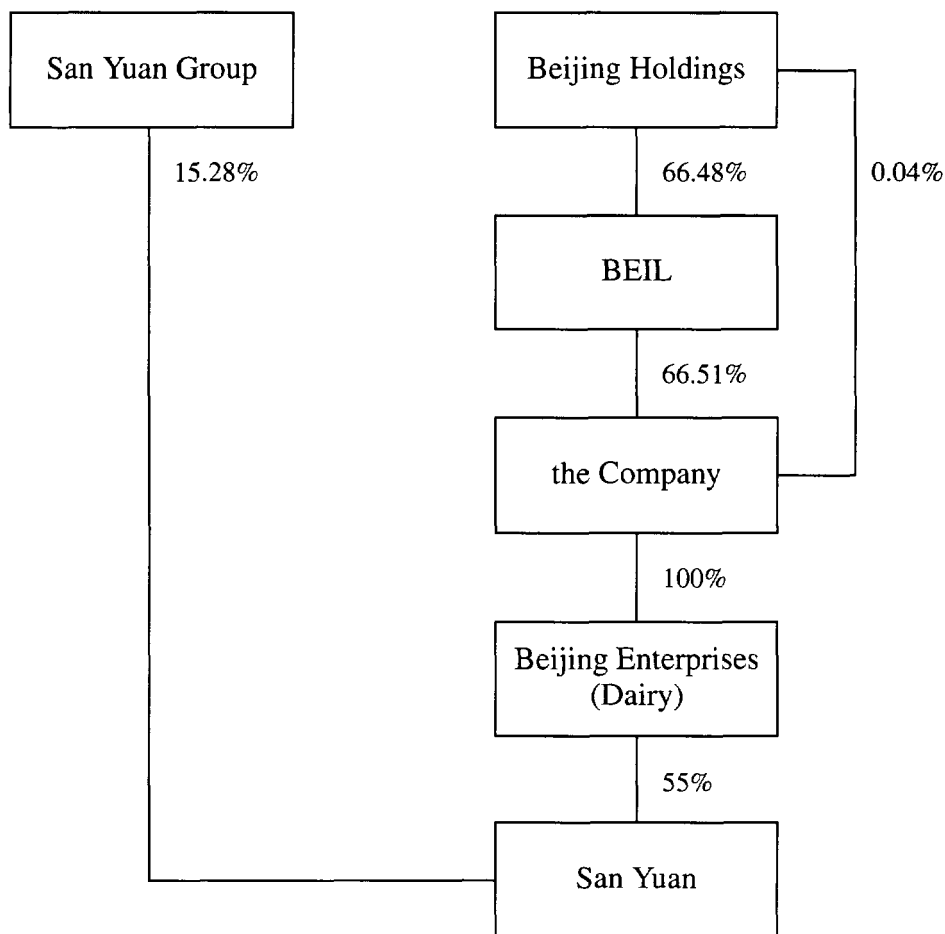 San Yuan Group
Beijing Holdings
15.28%
66.48%
0.04%
BEIL
66.51%
the Company
100%
Beijing Enterprises
(Dairy)
55%
San Yuan